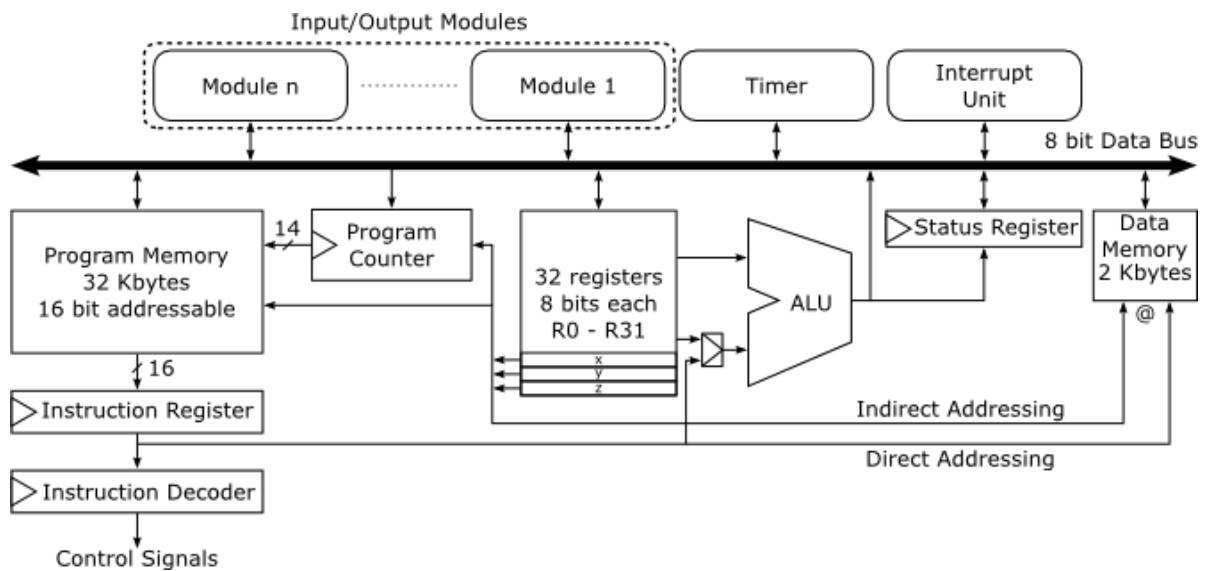 Input/Output Modules
Module n
Module 1
Timer
Interrupt
Unit
8 bit Data Bus
Program Memory
32 Kbytes
16 bit addressable
14
Program
Counter
32 registers
8 bits each
R0 - R31
x
y
z
ALU
Status Register
Data
Memory
2 Kbytes
@
16
Instruction Register
Indirect Addressing
Direct Addressing
Instruction Decoder
Control Signals